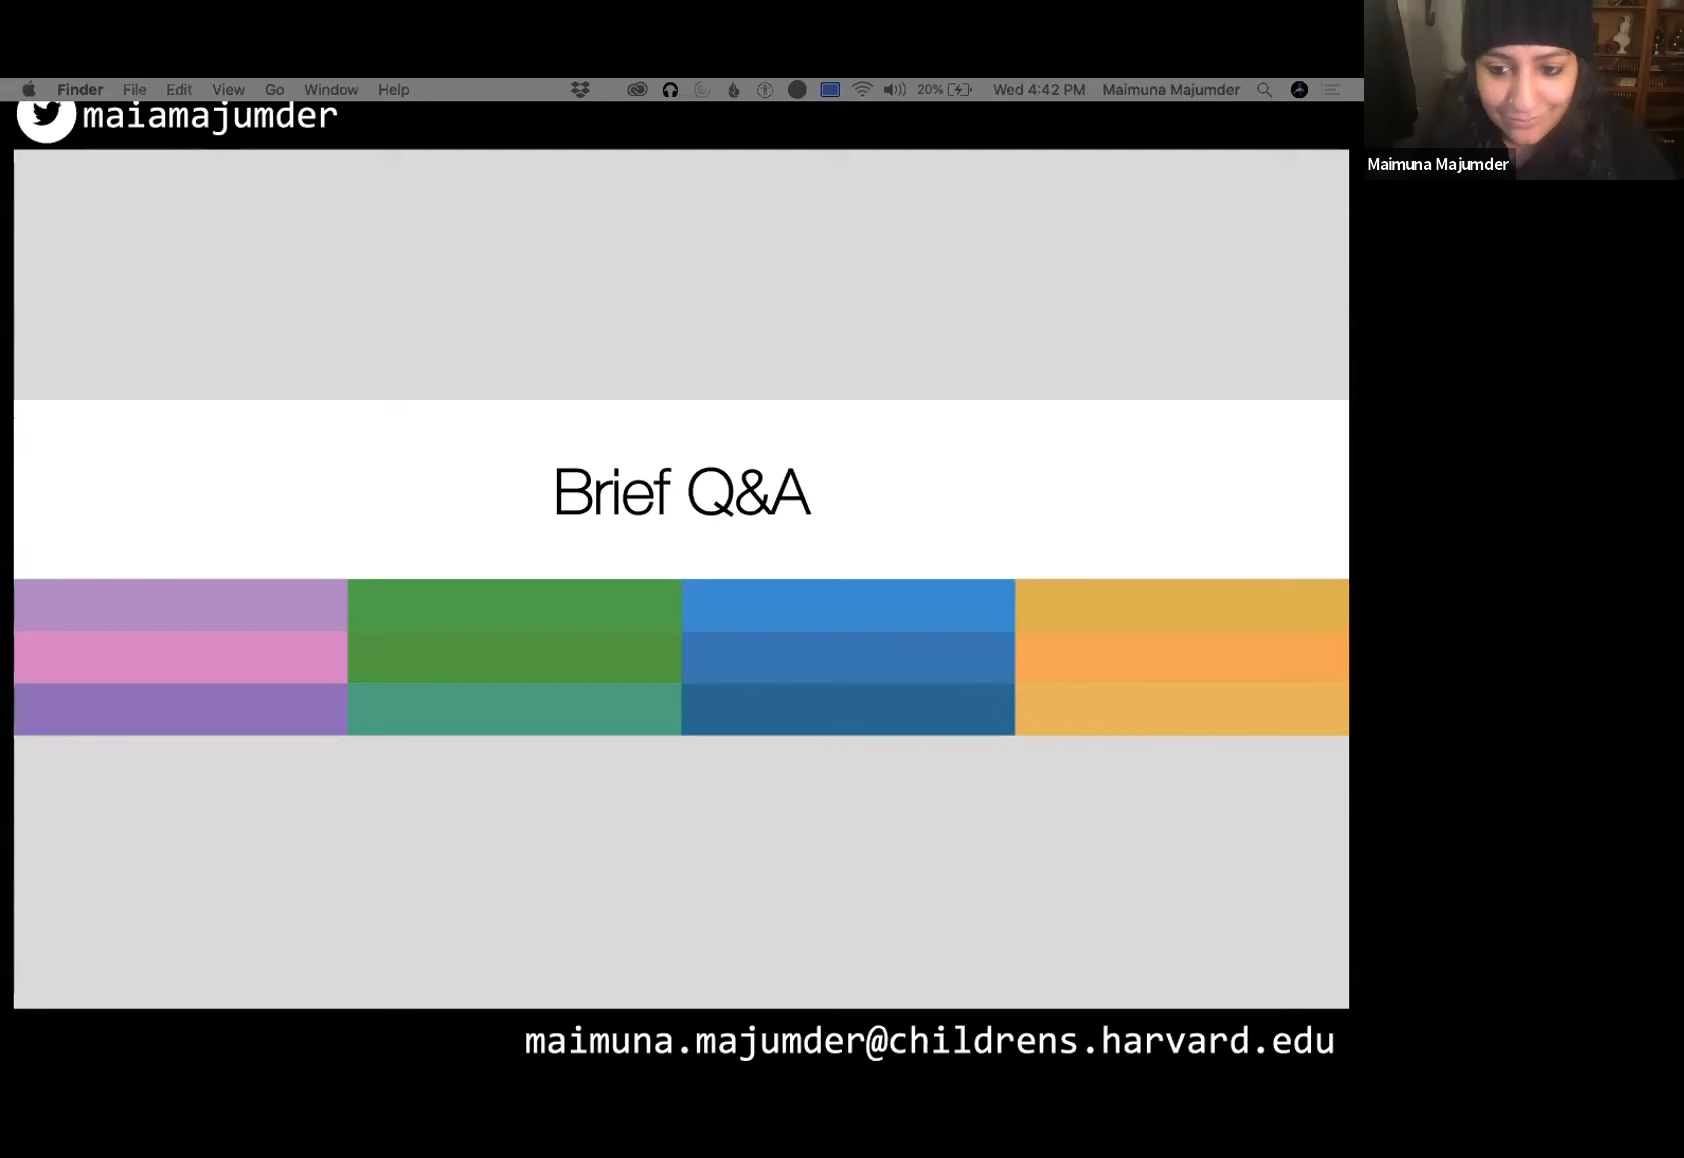 Finder File Edit View Go Window Help 20% Wed 4:42 PM Maimuna Majumder
maiamajumder
Maimuna Majumder
Brief Q&A
maimuna.majumder@childrens.harvard.edu